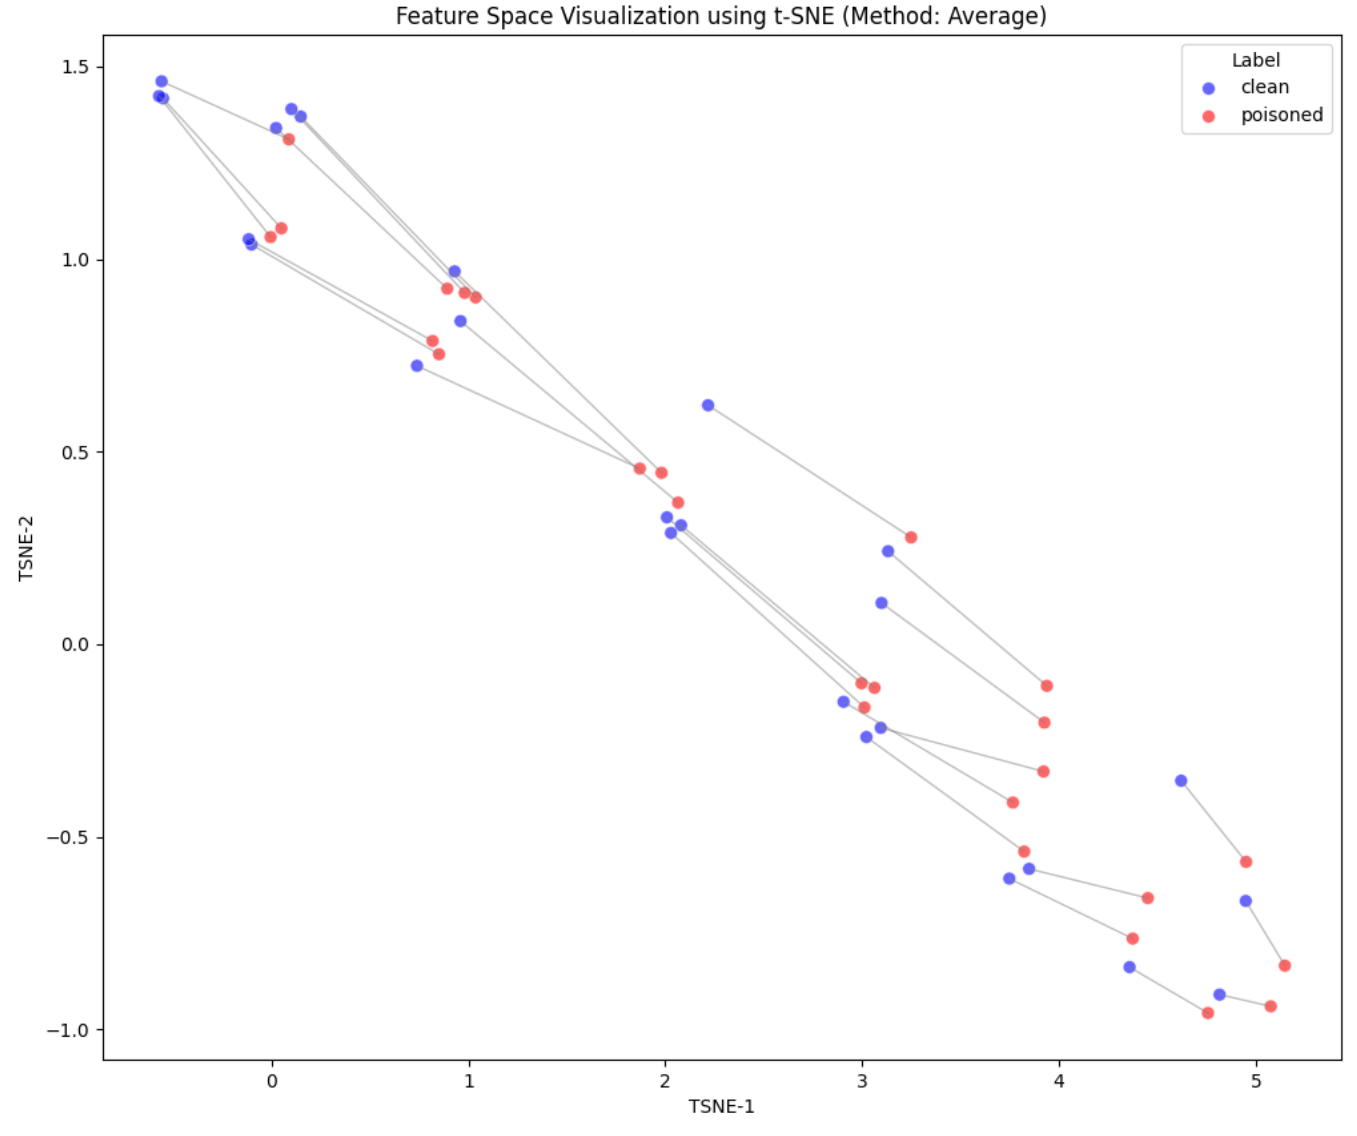 Feature Space Visualization using t-SNE (Method: Average)
Label
clean
poisoned
1.5
1.0
0.5
0.0
−0.5
−1.0
TSNE-2
0 1 2 3 4 5
TSNE-1